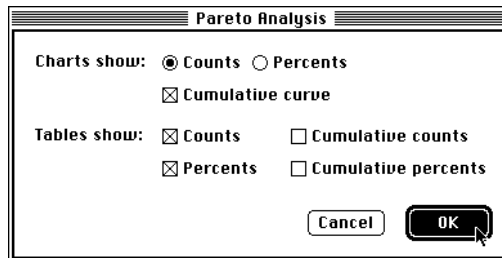 Pareto Analysis
Charts show: Counts Percents
Cumulative curve
Tables show: Counts Cumulative counts
Percents Cumulative percents
Cancel OK